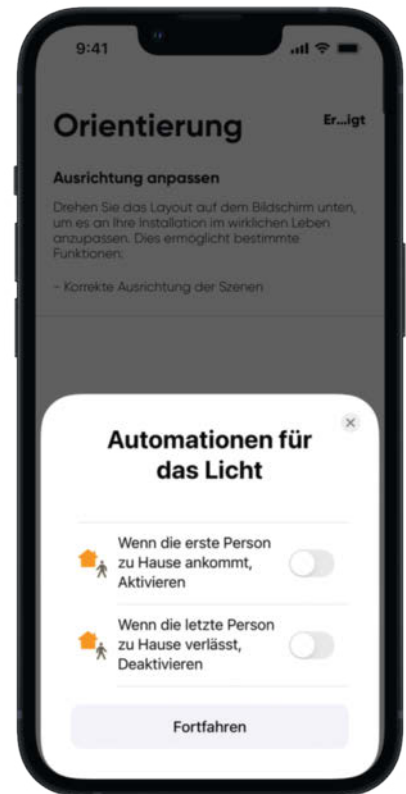 9:41
Orientierung
Er...igt
Ausrichtung anpassen
Drehen Sie das Layout auf dem Bildschirm unten,
um es an Ihre Installation im wirklichen Leben
anzupassen. Dies ermöglicht bestimmte
Funktionen:
- Korrekte Ausrichtung der Szenen
Automationen für
das Licht
Wenn die erste Person
zu Hause ankommt,
Aktivieren
Wenn die letzte Person
zu Hause verlässt,
Deaktivieren
Fortfahren